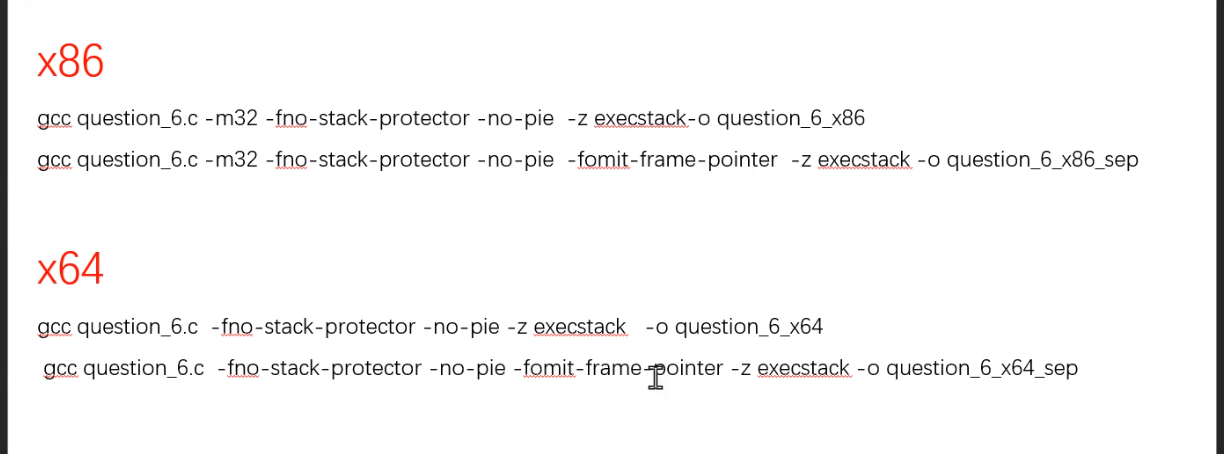 x86
gcc question_6.c -m32 -fno-stack-protector -no-pie  -z execstack-o question_6_x86
gcc question_6.c -m32 -fno-stack-protector -no-pie  -fomit-frame-pointer  -z execstack -o question_6_x86_sep
x64
gcc question_6.c  -fno-stack-protector -no-pie -z execstack   -o question_6_x64
gcc question_6.c  -fno-stack-protector -no-pie -fomit-frame-pointer -z execstack -o question_6_x64_sep